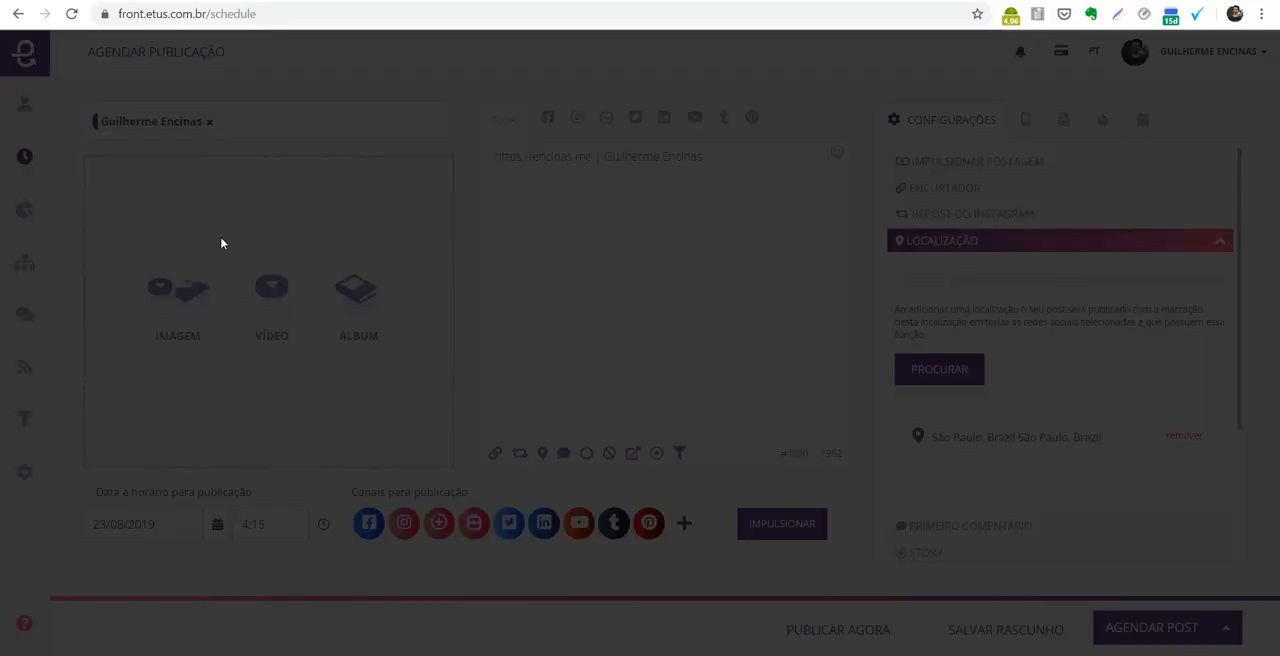 front.etus.com.br/schedule
4,06
15d
AGENDAR PUBLICAÇÃO
PT
GUILHERME ENCINAS
Guilherme Encinas ×
CONFIGURAÇÕES
https://encinas.me | Guilherme Encinas
IMPULSIONAR POSTAGEM
ENCURTADOR
REPOST DO INSTAGRAM
LOCALIZAÇÃO
Ao adicionar uma localização o seu post será publicado com a marcação
desta localização em todas as redes sociais selecionadas e que possuem essa
função.
IMAGEM
VÍDEO
ÁLBUM
PROCURAR
São Paulo, Brazil São Paulo, Brazil
remover
1962
Data e horário para publicação
Canais para publicação
23/08/2019
4:15
IMPULSIONAR
PRIMEIRO COMENTÁRIO
STORY
PUBLICAR AGORA
SALVAR RASCUNHO
AGENDAR POST